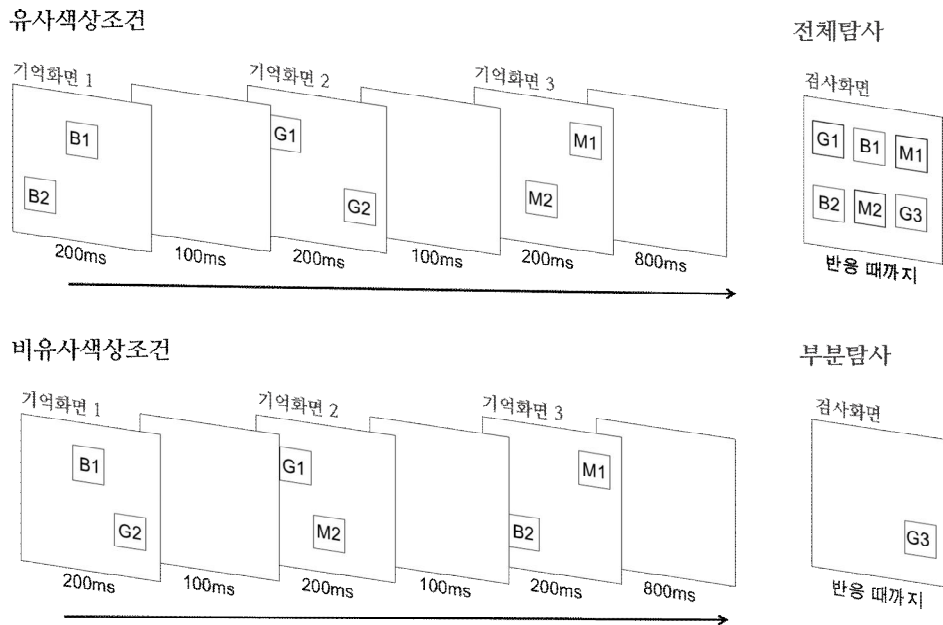 유사색상조건
전체탐사
기억화면 1
기억화면 2
기억화면 3
검사화면
B1
B2
G1
G2
M1
M2
G1 B1 M1
B2 M2 G3
200ms 100ms 200ms 100ms 200ms 800ms
반응 때까지
비유사색상조건
부분탐사
기억화면 1
기억화면 2
기억화면 3
검사화면
B1
G2
G1
M2
M1
B2
G3
200ms 100ms 200ms 100ms 200ms 800ms
반응 때까지